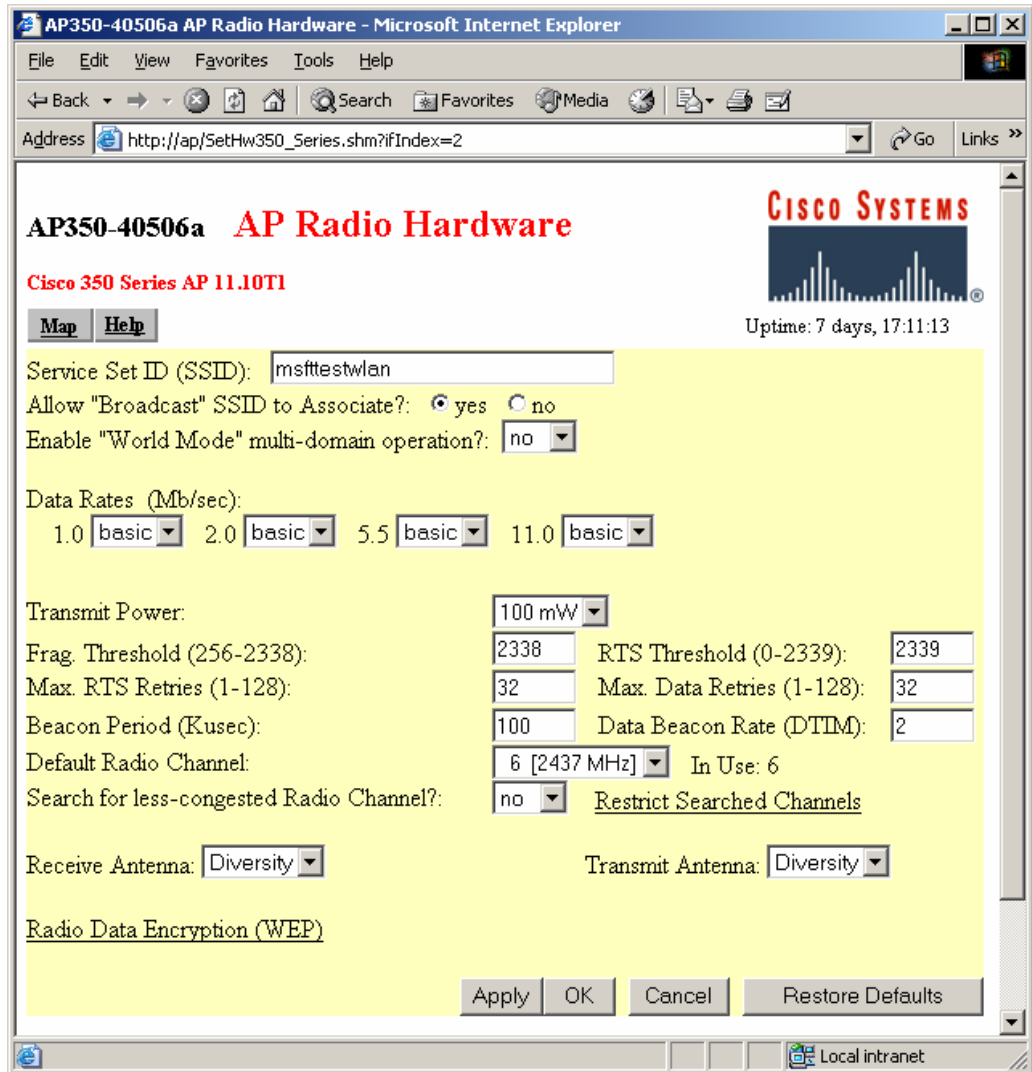 AP350-40506a AP Radio Hardware - Microsoft Internet Explorer
File Edit View Favorites Tools Help
Back Search Favorites Media
Address http://ap/SetHw350_Series.shm?ifIndex=2 Go Links »
AP350-40506a AP Radio Hardware
CISCO SYSTEMS
®
Cisco 350 Series AP 11.10T1
Map Help
Uptime: 7 days, 17:11:13
Service Set ID (SSID): msfttestwlan
Allow "Broadcast" SSID to Associate?: yes no
Enable "World Mode" multi-domain operation?: no
Data Rates (Mb/sec):
1.0 basic 2.0 basic 5.5 basic 11.0 basic
Transmit Power: 100 mW
Frag. Threshold (256-2338): 2338 RTS Threshold (0-2339): 2339
Max. RTS Retries (1-128): 32 Max. Data Retries (1-128): 32
Beacon Period (Kusec): 100 Data Beacon Rate (DTIM): 2
Default Radio Channel: 6 [2437 MHz] In Use: 6
Search for less-congested Radio Channel?: no Restrict Searched Channels
Receive Antenna: Diversity Transmit Antenna: Diversity
Radio Data Encryption (WEP)
Apply OK Cancel Restore Defaults
Local intranet